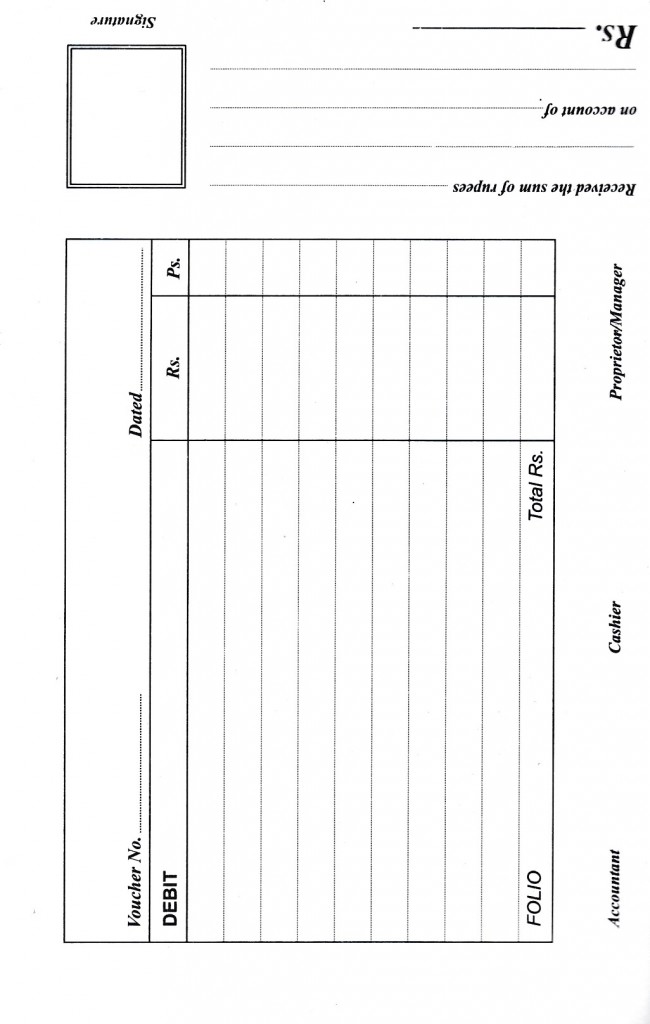 Voucher No. Dated
DEBIT Rs. Ps.
FOLIO Total Rs.
Accountant Cashier Proprietor/Manager
Received the sum of rupees
on account of
Rs.
Signature